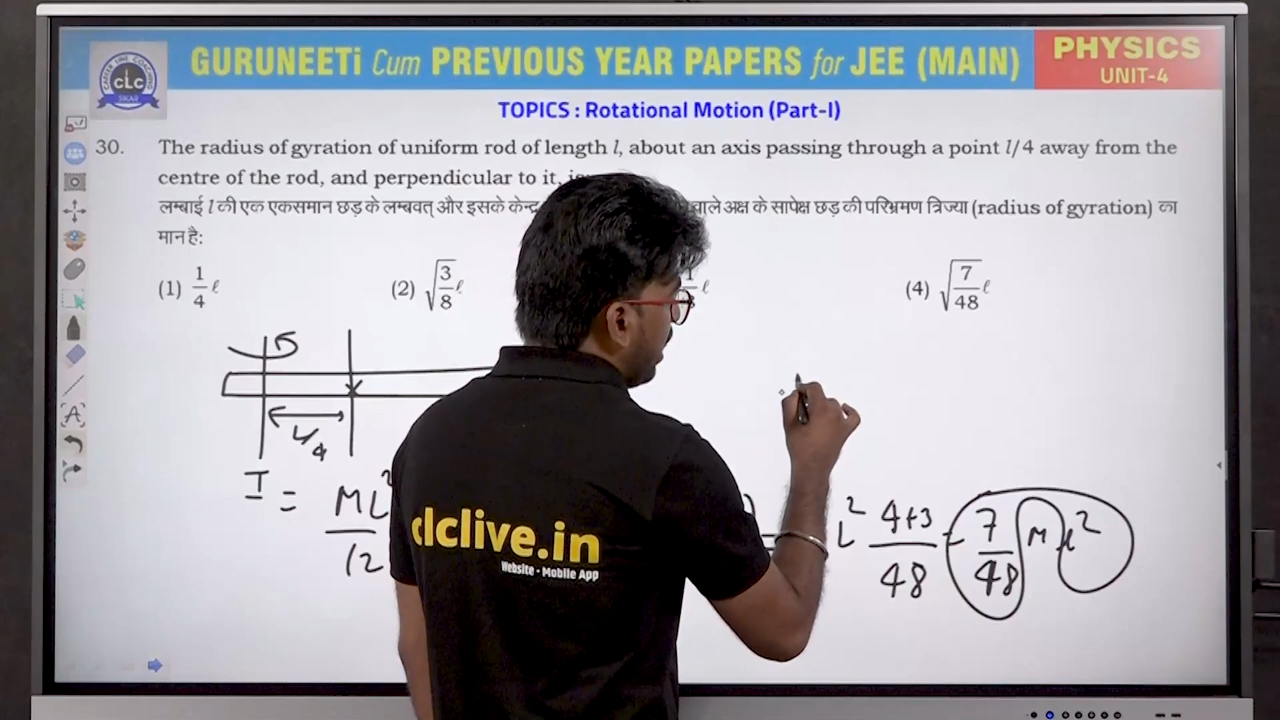 GURUNEETi Cum PREVIOUS YEAR PAPERS for JEE (MAIN)
PHYSICS
UNIT-4
CLC
SIKAR
TOPICS : Rotational Motion (Part-I)
30. The radius of gyration of uniform rod of length l, about an axis passing through a point l/4 away from the
centre of the rod, and perpendicular to it,
लम्बाई l की एक एकसमान छड़ के लम्बवत् और इसके केन्द्र वाले अक्ष के सापेक्ष छड़ की परिभ्रमण त्रिज्या (radius of gyration) का
मान है:
(1) 1/4 ℓ (2) √3/8 ℓ ℓ (4) √7/48 ℓ
L/4
I = ML²/12 L² 4+3/48 = 7/48 Ml²
clclive.in
Website - Mobile App